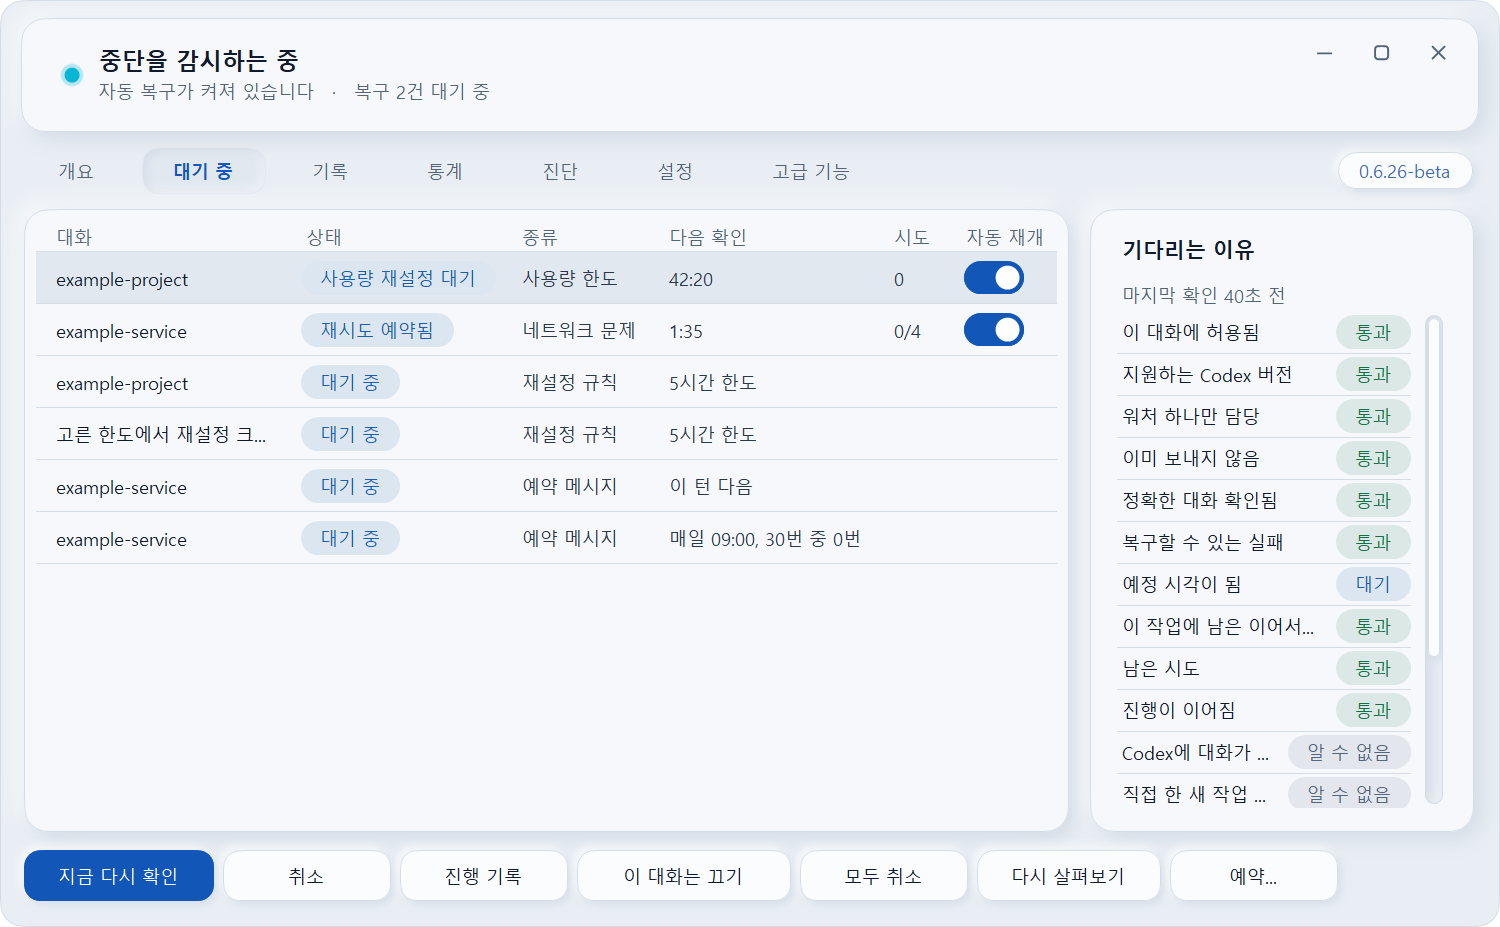 중단을 감시하는 중
자동 복구가 켜져 있습니다 · 복구 2건 대기 중
개요 대기 중 기록 통계 진단 설정 고급 기능 0.6.26-beta
대화 상태 종류 다음 확인 시도 자동 재개
example-project 사용량 재설정 대기 사용량 한도 42:20 0
example-service 재시도 예약됨 네트워크 문제 1:35 0/4
example-project 대기 중 재설정 규칙 5시간 한도
고른 한도에서 재설정 크... 대기 중 재설정 규칙 5시간 한도
example-service 대기 중 예약 메시지 이 턴 다음
example-service 대기 중 예약 메시지 매일 09:00, 30번 중 0번
기다리는 이유
마지막 확인 40초 전
이 대화에 허용됨 통과
지원하는 Codex 버전 통과
워처 하나만 담당 통과
이미 보내지 않음 통과
정확한 대화 확인됨 통과
복구할 수 있는 실패 통과
예정 시각이 됨 대기
이 작업에 남은 이어서... 통과
남은 시도 통과
진행이 이어짐 통과
Codex에 대화가 ... 알 수 없음
직접 한 새 작업 ... 알 수 없음
지금 다시 확인 취소 진행 기록 이 대화는 끄기 모두 취소 다시 살펴보기 예약...